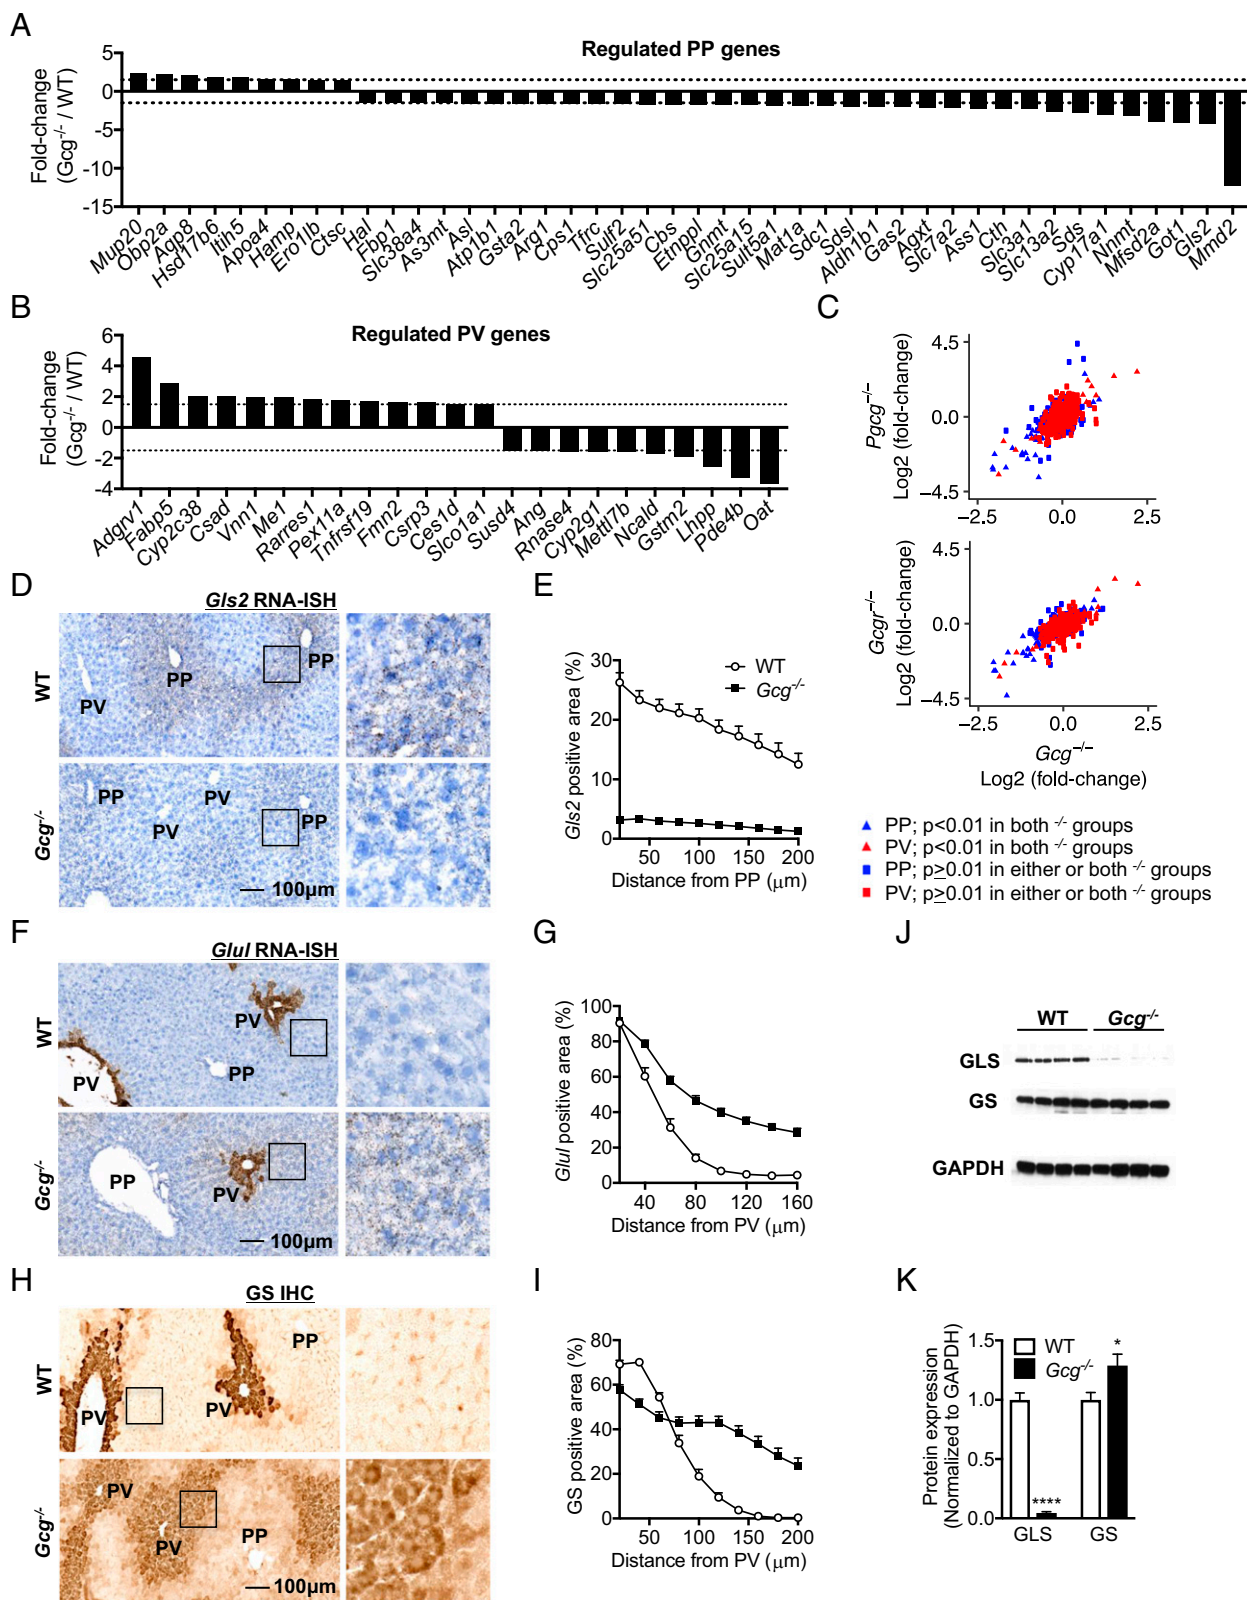 A
Regulated PP genes
Fold-change
(Gcg-/- / WT)
5
0
-5
-10
-15
Mup20
Obp2a
Aqp8
Hsd17b6
Itih5
Apoa4
Hamp
Ero1lb
Ctsc
Hal
Fbp1
Slc38a4
As3mt
Asl
Atp1b1
Gsta2
Arg1
Cps1
Tfrc
Sulf2
Slc25a51
Cbs
Etnppl
Gnmt
Slc25a15
Sult5a1
Mat1a
Sdc1
Sdsl
Aldh1b1
Gas2
Agxt
Slc7a2
Ass1
Cth
Slc3a1
Slc13a2
Sds
Cyp17a1
Nnmt
Mfsd2a
Got1
Gls2
Mmd2
B
Regulated PV genes
Fold-change
(Gcg-/- / WT)
6
4
2
0
-2
-4
Adgrv1
Fabp5
Cyp2c38
Csad
Vnn1
Me1
Rarres1
Pex11a
Tnfrsf19
Fmn2
Csrp3
Ces1d
Slco1a1
Susd4
Ang
Rnase4
Cyp2g1
Mettl7b
Ncald
Gstm2
Lhpp
Pde4b
Oat
C
Pgcg-/-
Log2 (fold-change)
4.5
0.0
−4.5
−2.5 0.0 2.5
Gcgr-/-
Log2 (fold-change)
4.5
0.0
−4.5
−2.5 0.0 2.5
Gcg-/-
Log2 (fold-change)
PP; p<0.01 in both -/- groups
PV; p<0.01 in both -/- groups
PP; p≥0.01 in either or both -/- groups
PV; p≥0.01 in either or both -/- groups
D
Gls2 RNA-ISH
WT
PV
PP
PP
Gcg-/-
PP
PV
PV
PP
100µm
E
Gls2 positive area (%)
30
20
10
0
WT
Gcg-/-
50 100 150 200
Distance from PP (µm)
F
Glul RNA-ISH
WT
PV
PV
PP
Gcg-/-
PP
PV
100µm
G
Glul positive area (%)
100
80
60
40
20
0
40 80 120 160
Distance from PV (µm)
H
GS IHC
WT
PV
PV
PP
Gcg-/-
PV
PV
PP
100µm
I
GS positive area (%)
80
60
40
20
0
50 100 150 200
Distance from PV (µm)
J
WT Gcg-/-
GLS
GS
GAPDH
K
Protein expression
(Normalized to GAPDH)
1.5
1.0
0.5
0.0
WT
Gcg-/-
****
*
GLS GS